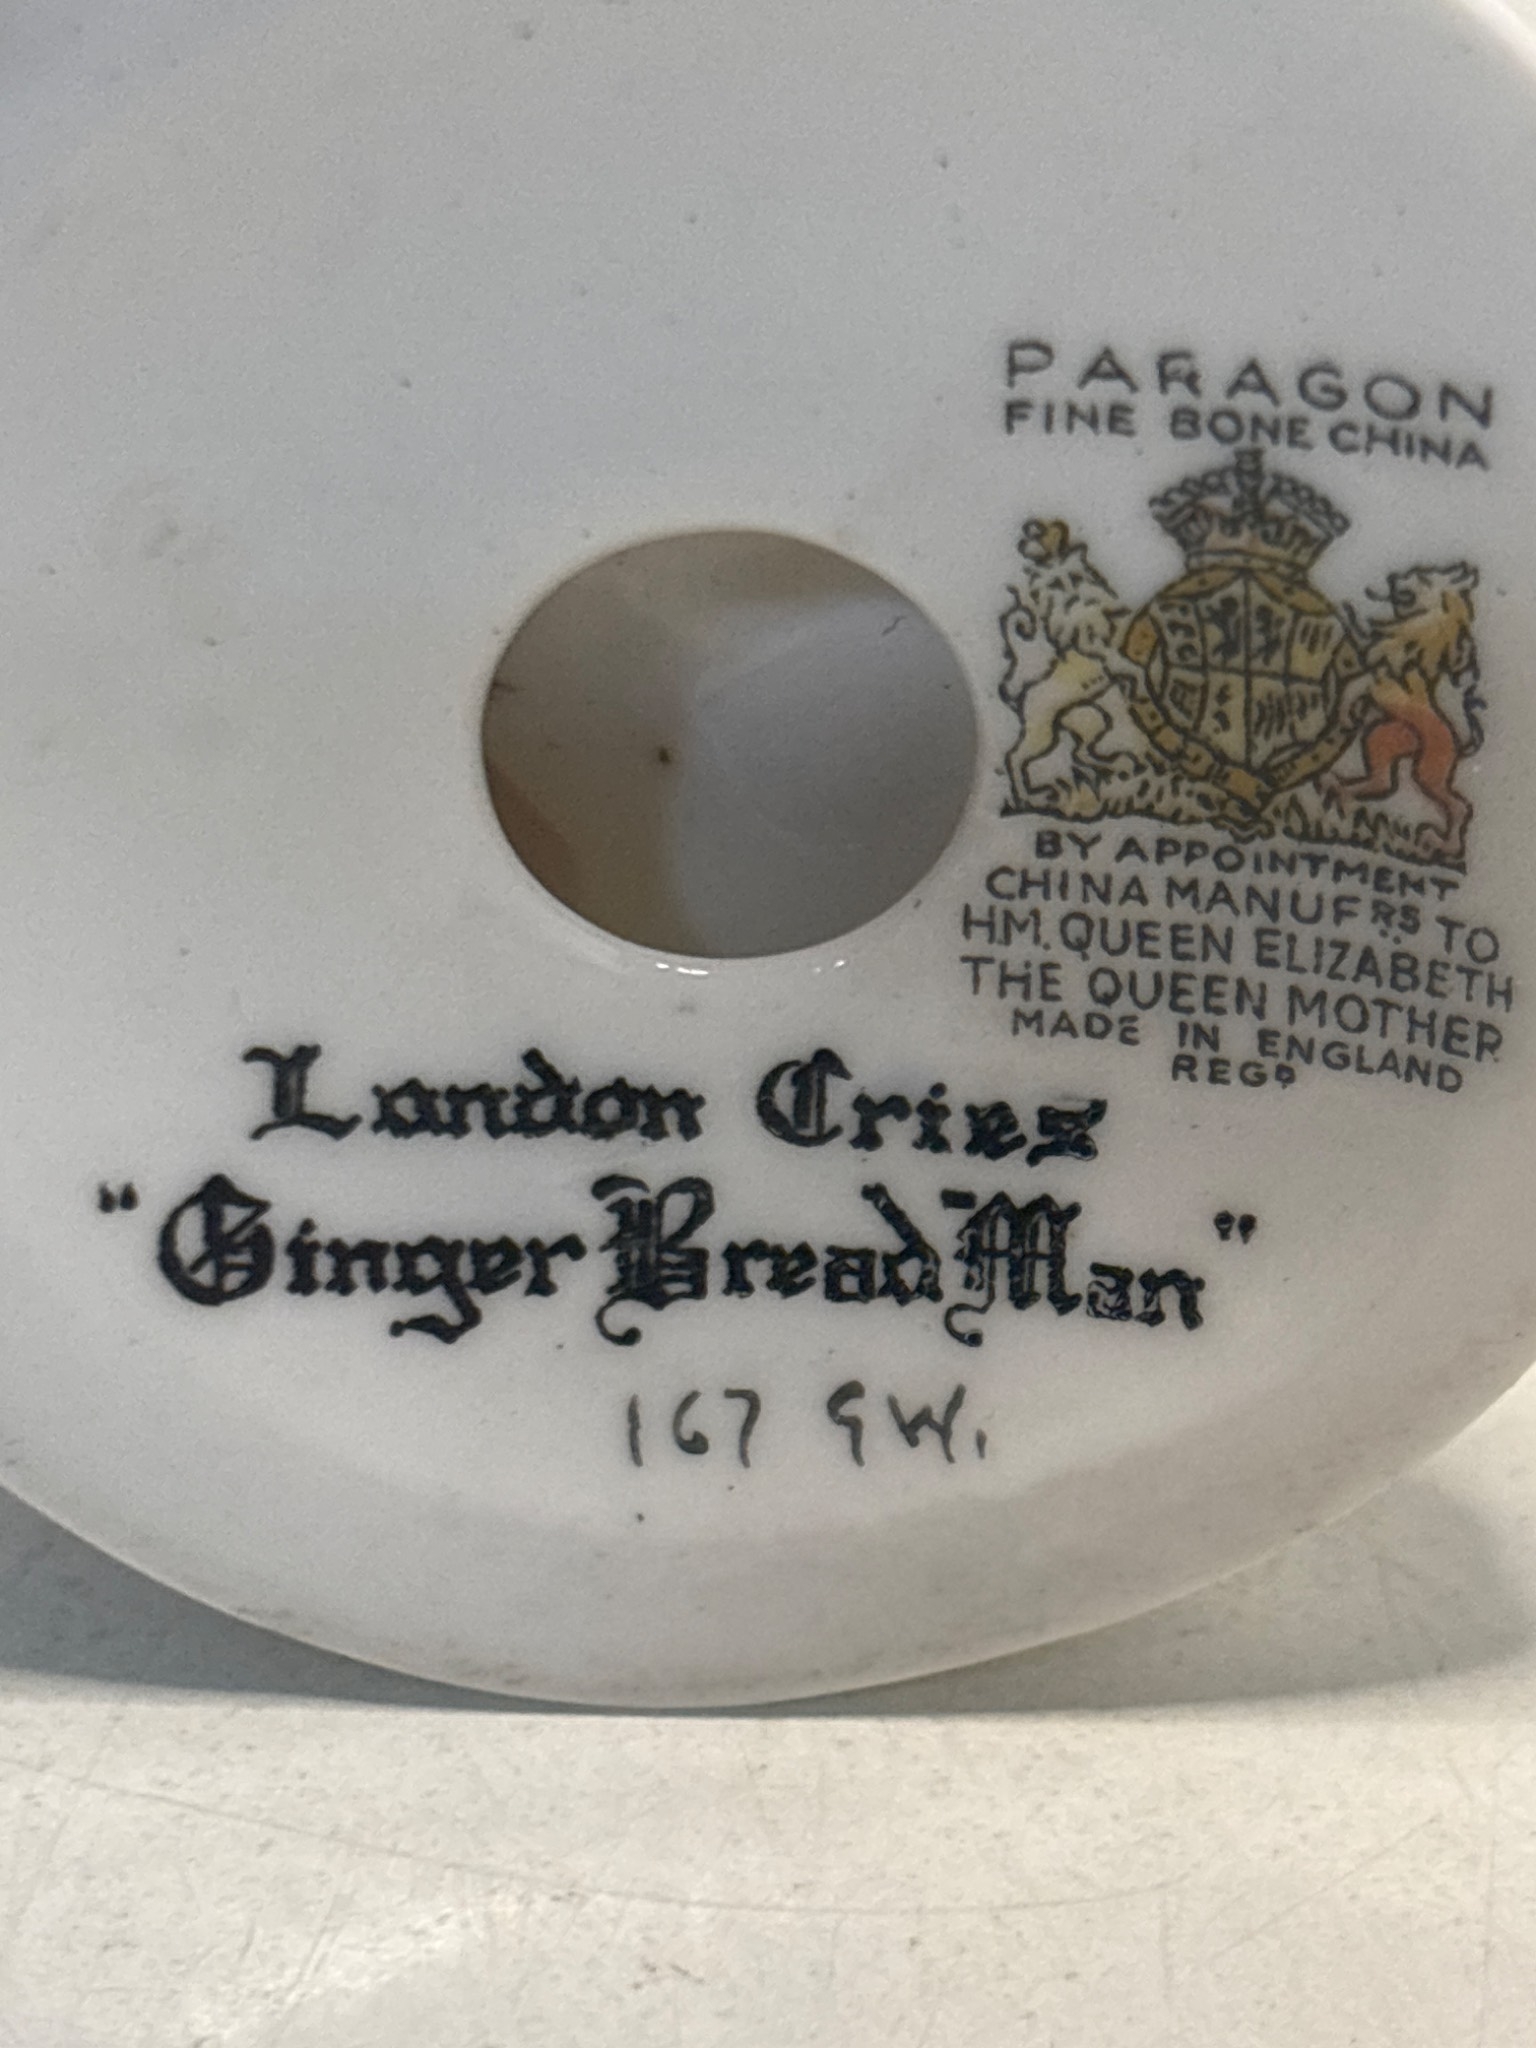 PARAGON
FINE BONE CHINA
BY APPOINTMENT
CHINA MANUFRS TO
H.M. QUEEN ELIZABETH
THE QUEEN MOTHER
MADE IN ENGLAND
REGD
London Cries
"Ginger Bread Man"
167 GW.